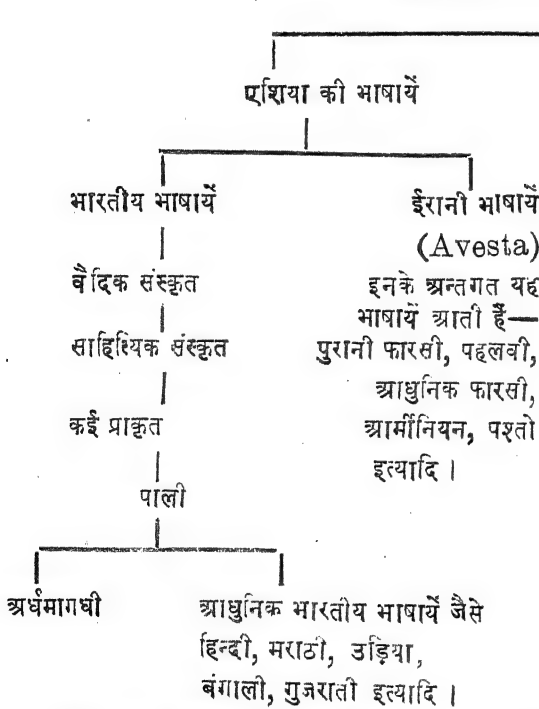 एशिया की भाषायें
भारतीय भाषायें
वैदिक संस्कृत
साहित्यिक संस्कृत
कई प्राकृत
पाली
अर्धमागधी
आधुनिक भारतीय भाषायें जैसे
हिन्दी, मराठी, उड़िया,
बंगाली, गुजराती इत्यादि ।
ईरानी भाषायें
(Avesta)
इनके अन्तगत यह
भाषायें आती हैं—
पुरानी फारसी, पहलवी,
आधुनिक फारसी,
आर्मीनियन, पश्तो
इत्यादि ।